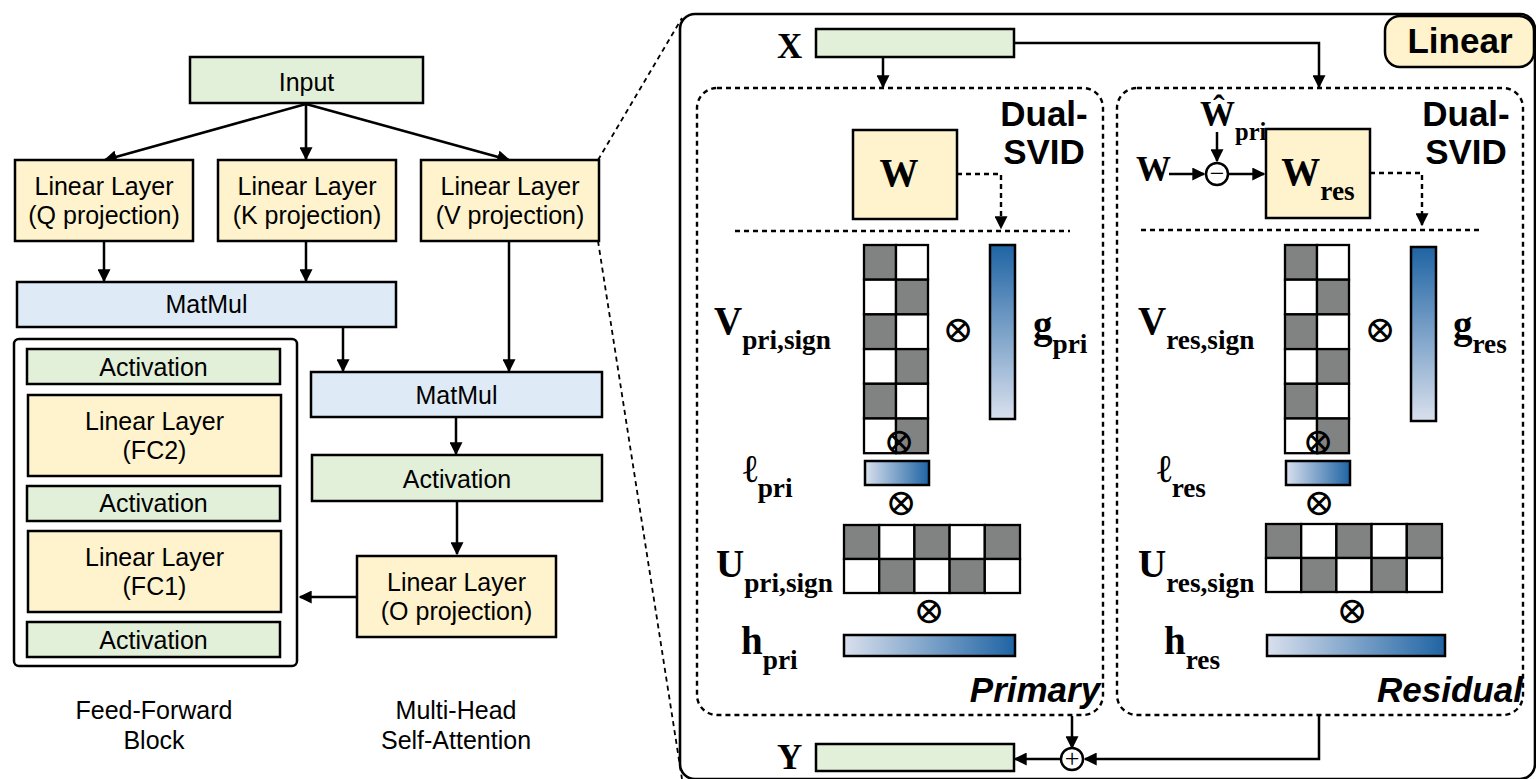 Input
Linear Layer
(Q projection)
Linear Layer
(K projection)
Linear Layer
(V projection)
MatMul
Activation
Linear Layer
(FC2)
Activation
Linear Layer
(FC1)
Activation
MatMul
Activation
Linear Layer
(O projection)
Feed-Forward
Block
Multi-Head
Self-Attention
X
Linear
Dual-
SVID
W
V pri,sign
⊗
g pri
⊗
ℓ pri
⊗
U pri,sign
⊗
h pri
Primary
Ŵ pri
Dual-
SVID
W
−
W res
V res,sign
⊗
g res
⊗
ℓ res
⊗
U res,sign
⊗
h res
Residual
Y
+